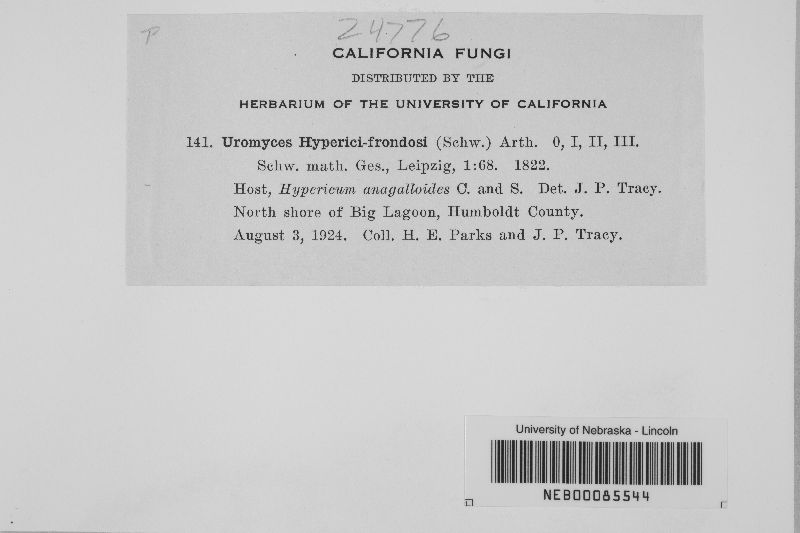 P
24776
CALIFORNIA FUNGI
DISTRIBUTED BY THE
HERBARIUM OF THE UNIVERSITY OF CALIFORNIA
141. Uromyces Hyperici-frondosi (Schw.) Arth. 0, I, II, III.
Schw. math. Ges., Leipzig, 1:68. 1822.
Host, Hypericum anagalloides C. and S. Det. J. P. Tracy.
North shore of Big Lagoon, Humboldt County.
August 3, 1924. Coll. H. E. Parks and J. P. Tracy.
University of Nebraska - Lincoln
NEB00085544